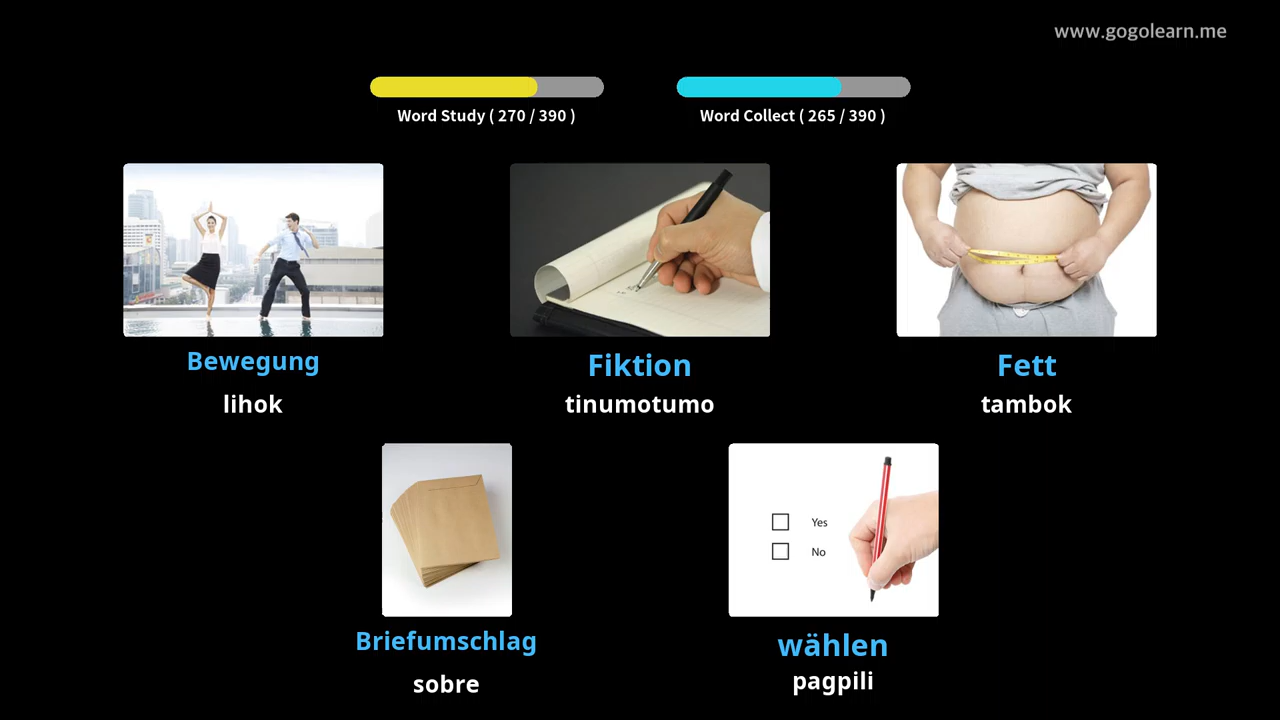 www.gogolearn.me
Word Study ( 270 / 390 )
Word Collect ( 265 / 390 )
Bewegung
lihok
Fiktion
tinumotumo
Fett
tambok
Yes
No
Briefumschlag
sobre
wählen
pagpili